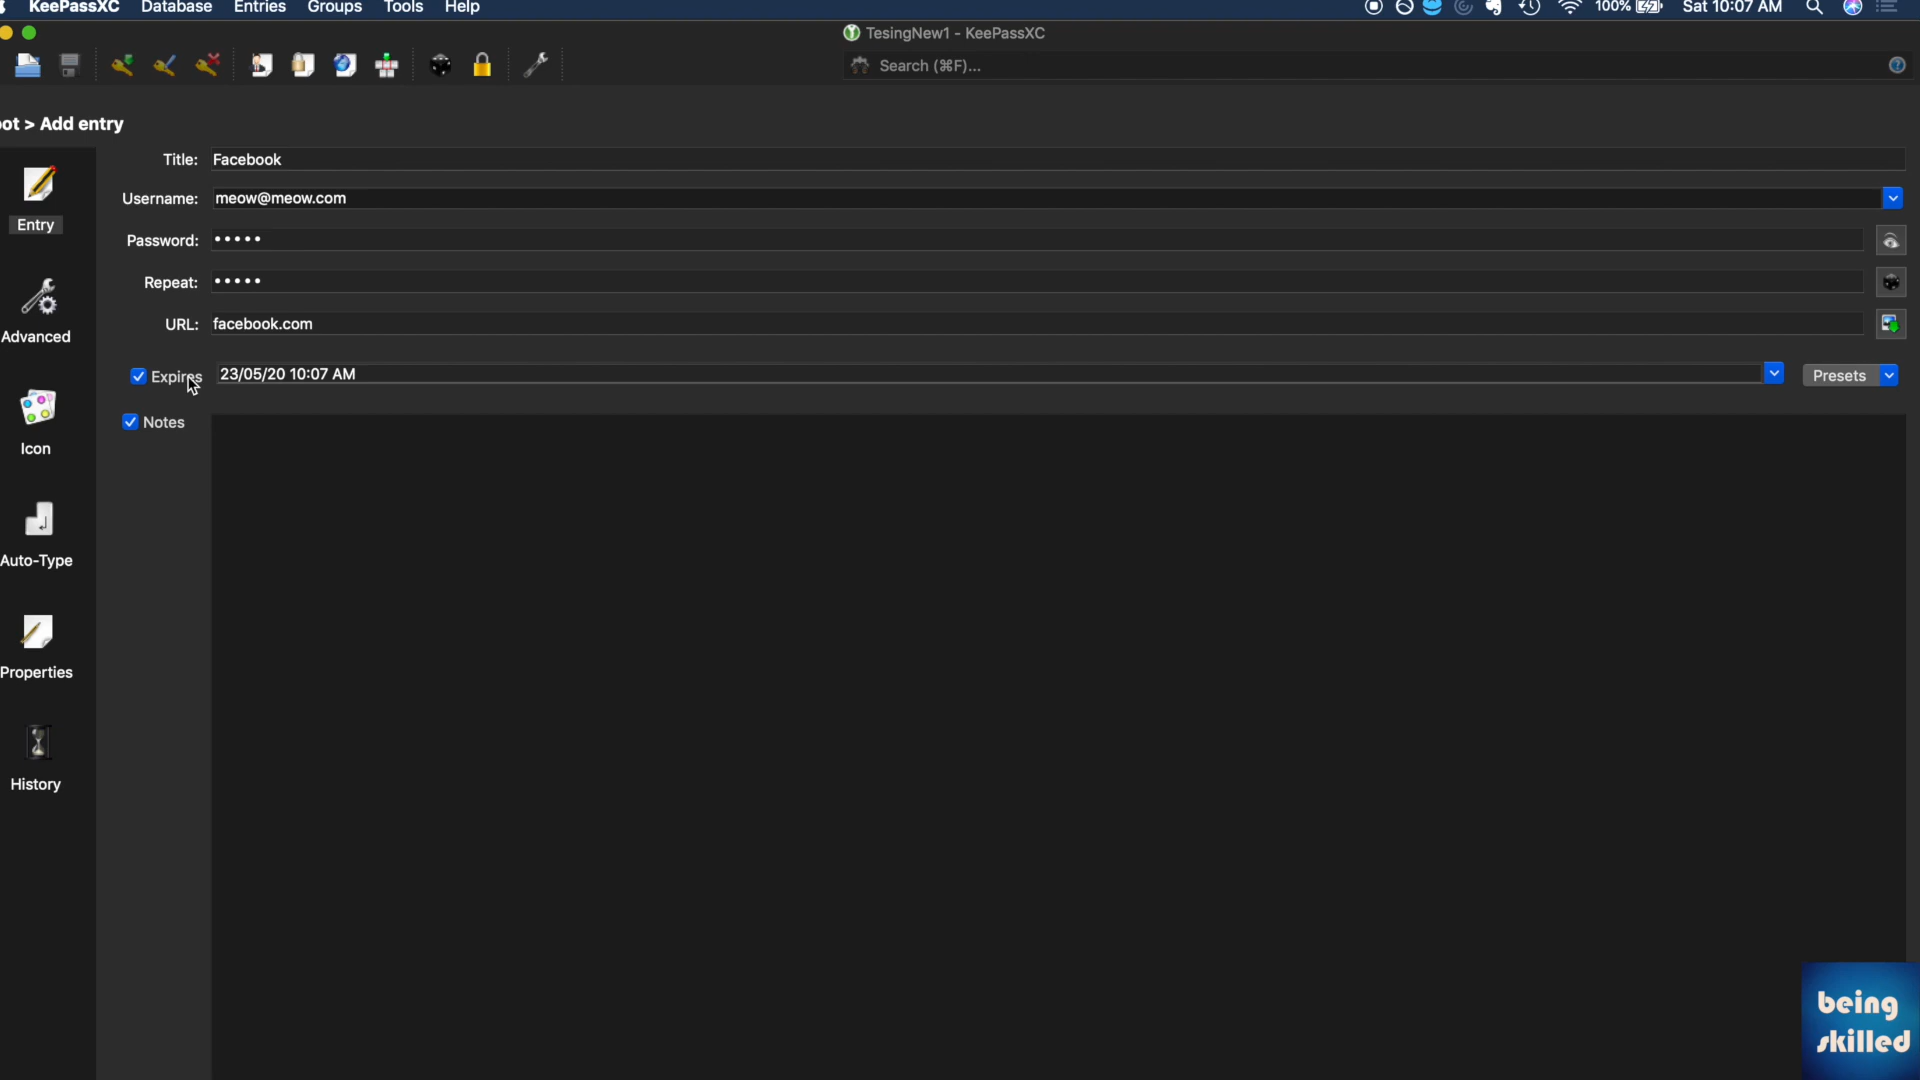 KeePassXC Database Entries Groups Tools Help 100% Sat 10:07 AM
TesingNew1 - KeePassXC
Search (⌘F)...
ot > Add entry
Title: Facebook
Username: meow@meow.com
Entry
Password: •••••
Repeat: •••••
URL: facebook.com
Advanced
Expires 23/05/20 10:07 AM Presets
Notes
Icon
Auto-Type
Properties
History
being
skilled